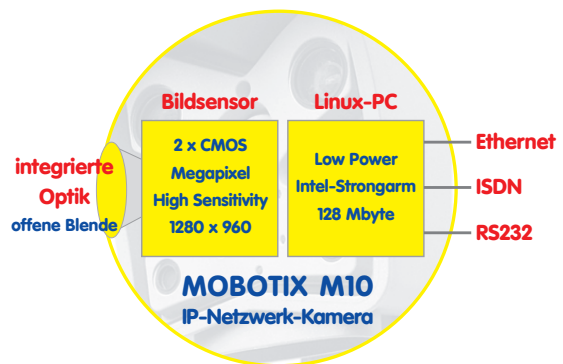 Bildsensor
Linux-PC
2 x CMOS
Megapixel
High Sensitivity
1280 x 960
Low Power
Intel-Strongarm
128 Mbyte
integrierte
Optik
offene Blende
Ethernet
ISDN
RS232
MOBOTIX M10
IP-Netzwerk-Kamera